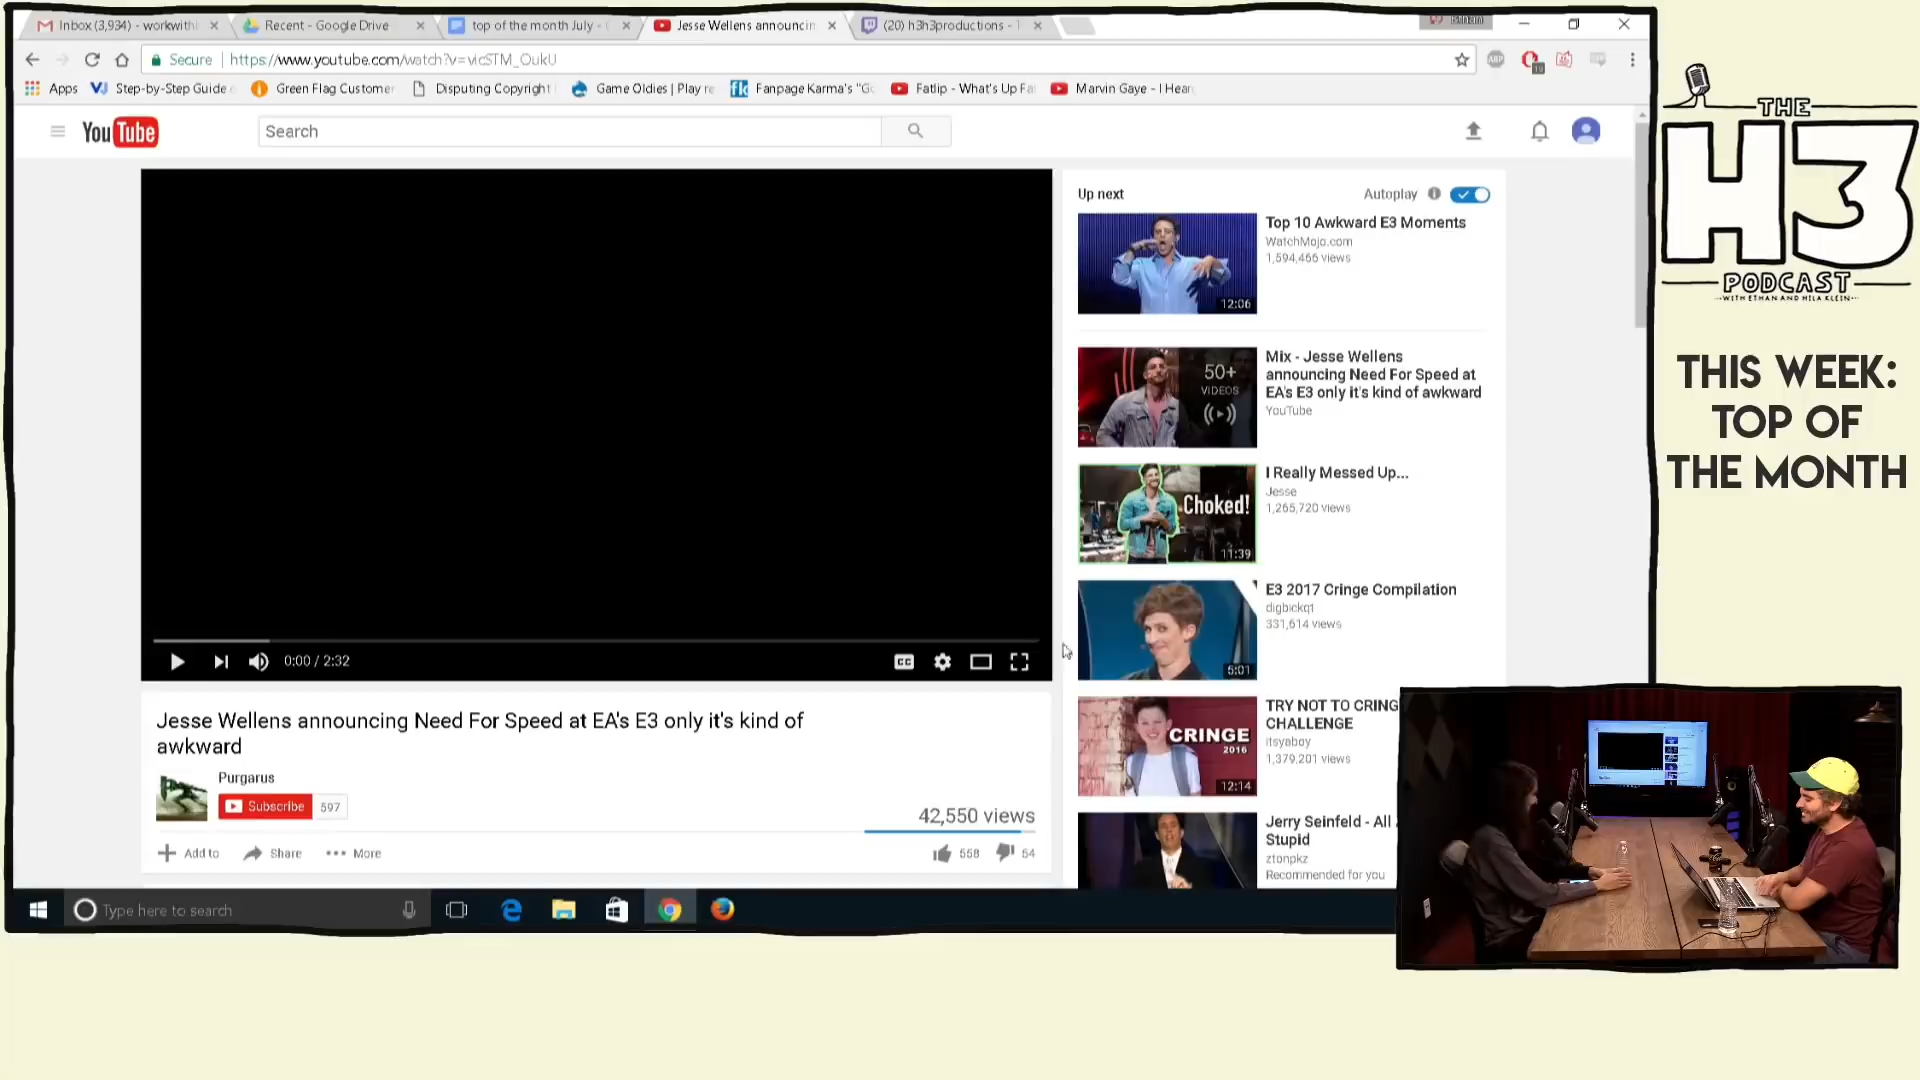 Inbox (3,934) - workwith
Recent - Google Drive
top of the month July -
Jesse Wellens announcin
(20) h3h3productions -
Secure
https://www.youtube.com/watch?v=vicSTM_OukU
ABP
Apps
Step-by-Step Guide
Green Flag Customer
Disputing Copyright
Game Oldies | Play re
Fanpage Karma's "Go
Fatlip - What's Up Fa
Marvin Gaye - I Hear
YouTube
Search
Up next
Autoplay
Top 10 Awkward E3 Moments
WatchMojo.com
1,594,466 views
12:06
Mix - Jesse Wellens
announcing Need For Speed at
EA's E3 only it's kind of awkward
YouTube
50+
VIDEOS
I Really Messed Up...
Jesse
1,265,720 views
Choked!
11:39
E3 2017 Cringe Compilation
digbickq1
331,614 views
5:01
TRY NOT TO CRING
CHALLENGE
itsyaboy
1,379,201 views
CRINGE
2016
12:14
Jerry Seinfeld - All
Stupid
ztonpkz
Recommended for you
0:00 / 2:32
CC
Jesse Wellens announcing Need For Speed at EA's E3 only it's kind of
awkward
Purgarus
Subscribe
597
42,550 views
Add to
Share
More
558
54
Type here to search
THE
H3
PODCAST
WITH ETHAN AND HILA KLEIN
THIS WEEK:
TOP OF
THE MONTH